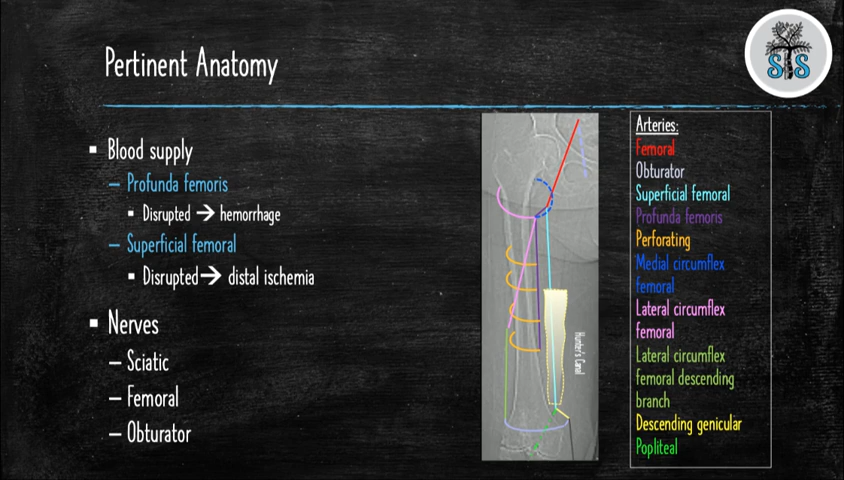 Pertinent Anatomy
STS
▪ Blood supply
– Profunda femoris
▪ Disrupted → hemorrhage
– Superficial femoral
▪ Disrupted → distal ischemia
▪ Nerves
– Sciatic
– Femoral
– Obturator
Hunter's Canal
Arteries:
Femoral
Obturator
Superficial femoral
Profunda femoris
Perforating
Medial circumflex
femoral
Lateral circumflex
femoral
Lateral circumflex
femoral descending
branch
Descending genicular
Popliteal